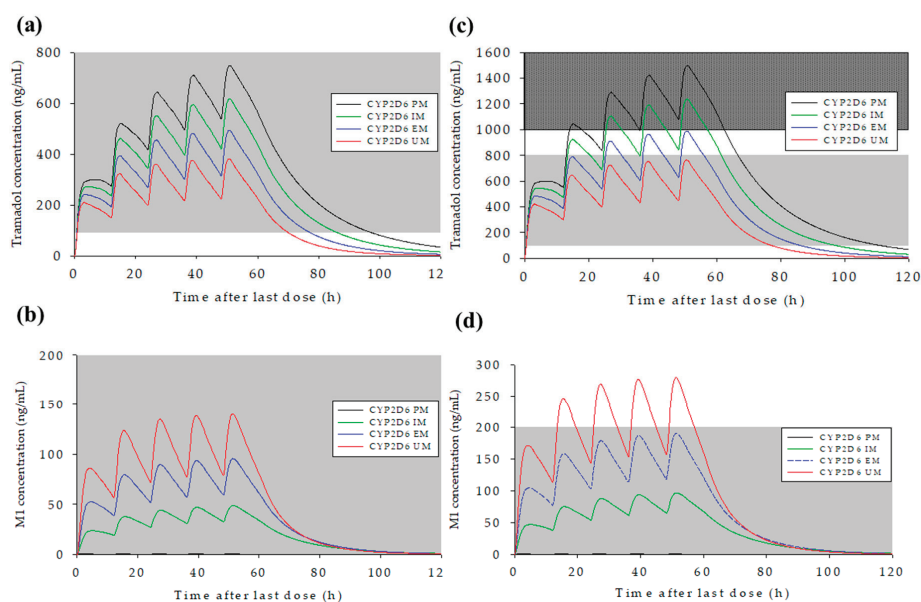 (a)
Tramadol concentration (ng/mL)
800
600
400
200
0
CYP2D6 PM
CYP2D6 IM
CYP2D6 EM
CYP2D6 UM
0 20 40 60 80 100 120
Time after last dose (h)
(c)
Tramadol concentration (ng/mL)
1600
1400
1200
1000
800
600
400
200
0
CYP2D6 PM
CYP2D6 IM
CYP2D6 EM
CYP2D6 UM
0 20 40 60 80 100 120
Time after last dose (h)
(b)
M1 concentration (ng/mL)
200
150
100
50
0
CYP2D6 PM
CYP2D6 IM
CYP2D6 EM
CYP2D6 UM
0 20 40 60 80 100 12
Time after last dose (h)
(d)
M1 concentration (ng/mL)
300
250
200
150
100
50
0
CYP2D6 PM
CYP2D6 IM
CYP2D6 EM
CYP2D6 UM
0 20 40 60 80 100 120
Time after last dose (h)